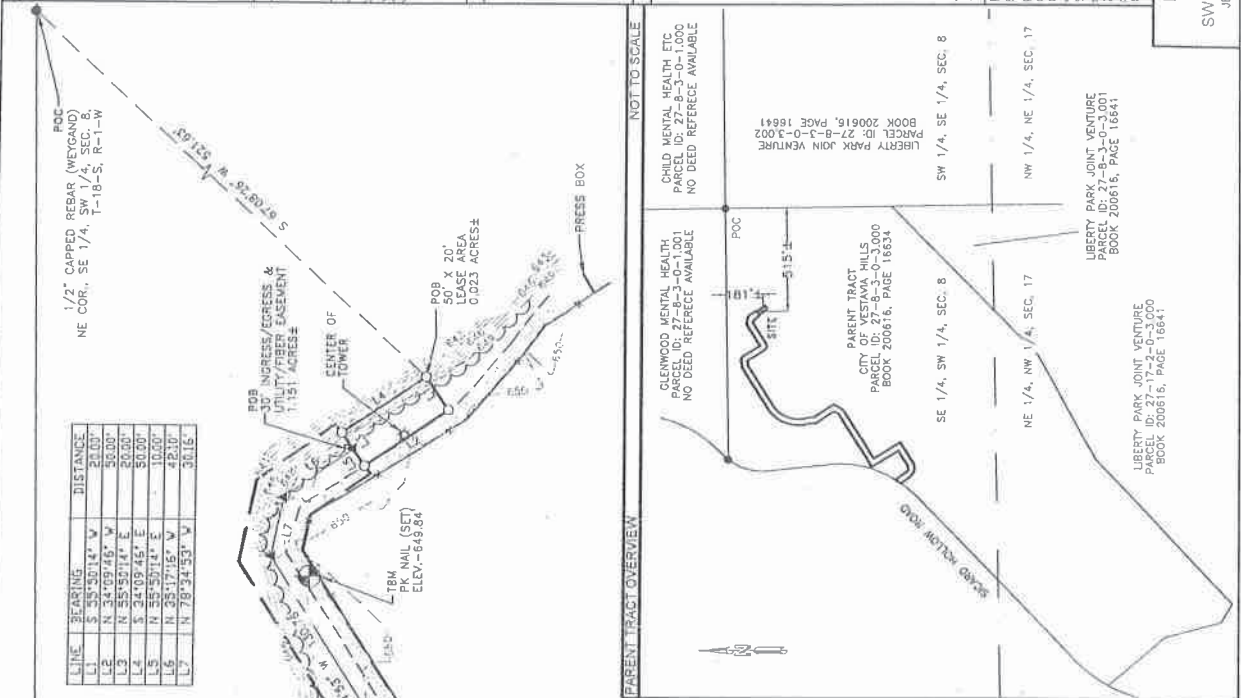 LINE BEARING DISTANCE
L1 S 55°50'14" W 20.00'
L2 N 34°09'46" W 50.00'
L3 N 55°50'14" E 20.00'
L4 S 34°09'46" E 50.00'
L5 N 55°50'14" E 10.00'
L6 N 35°17'16" W 42.10'
L7 N 78°34'53" W 30.16'
POC
1/2" CAPPED REBAR (WEYGAND)
NE COR., SE 1/4, SW 1/4, SEC. 8,
T-18-S, R-1-W
S 67°08'26" W 521.63'
POB
30' INGRESS/EGRESS &
UTILITY/FIBER EASEMENT
1.151 ACRES±
CENTER OF
TOWER
POB
50' X 20'
LEASE AREA
0.023 ACRES±
PRESS BOX
L4
L6
L7
TBM
PK NAIL (SET)
ELEV.-649.84
650
650
650
NOT TO SCALE
PARENT TRACT OVERVIEW
CHILD MENTAL HEALTH ETC
PARCEL ID: 27-8-3-0-1.000
NO DEED REFERECE AVAILABLE
LIBERTY PARK JOIN VENTURE
PARCEL ID: 27-8-3-0-3.002
BOOK 200616, PAGE 16641
SW 1/4, SE 1/4, SEC. 8
NW 1/4, NE 1/4, SEC. 17
GLENWOOD MENTAL HEALTH
PARCEL ID: 27-8-3-0-1.001
NO DEED REFERECE AVAILABLE
POC
515'±
181'±
SITE
PARENT TRACT
CITY OF VESTAVIA HILLS
PARCEL ID: 27-8-3-0-3.000
BOOK 200616, PAGE 16634
SE 1/4, SW 1/4, SEC. 8
NE 1/4, NW 1/4, SEC. 17
LIBERTY PARK JOINT VENTURE
PARCEL ID: 27-8-3-0-3.001
BOOK 200616, PAGE 16641
LIBERTY PARK JOINT VENTURE
PARCEL ID: 27-17-2-0-3.000
BOOK 200616, PAGE 16641
SICARD HOLLOW ROAD
N
SW